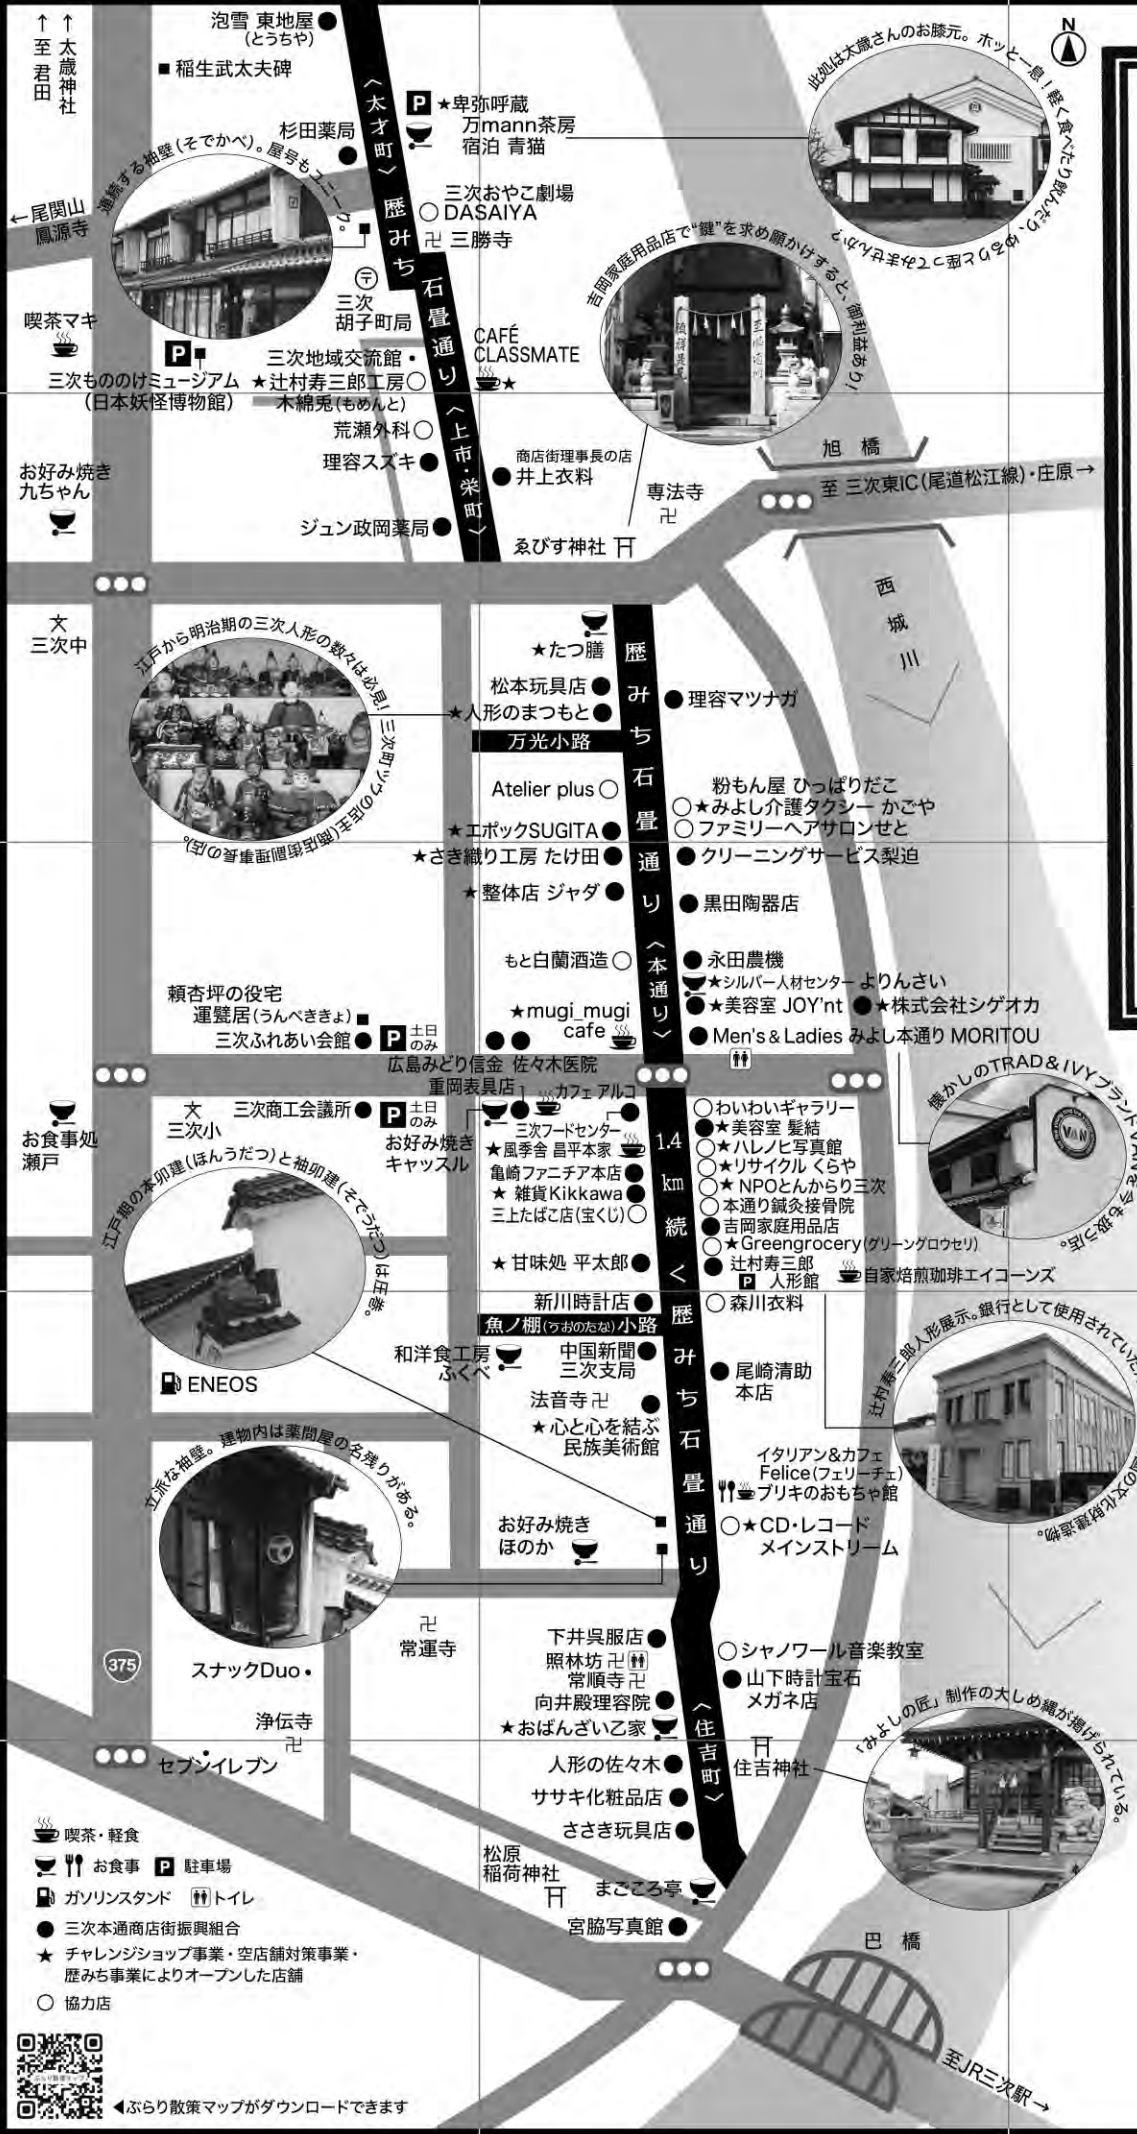 ↑ 太歳神社
↑ 至 君田
泡雪 東地屋
(とうちや)
■ 稲生武太夫碑
N
〈太才町〉
歴みち
石畳通り
〈上市・栄町〉
P ★卑弥呼蔵
万mann茶房
宿泊 青猫
此処は太歳さんのお膝元。ホッと一息！軽く食べたり飲んだり、ゆるりと座ってみませんか？
杉田薬局
連続する袖壁(そでかべ)。屋号もユニーク。
←尾関山
鳳源寺
三次おやこ劇場
○ DASAIYA
卍 三勝寺
吉岡家庭用品店で“鍵”を求め願かけすると、御利益あり！
〒
三次
胡子町局
喫茶マキ
P
三次もののけミュージアム
(日本妖怪博物館)
三次地域交流館・
★辻村寿三郎工房○
木綿兎(もめんと)
CAFÉ
CLASSMATE
★
荒瀬外科○
理容スズキ●
商店街理事長の店
● 井上衣料
お好み焼き
九ちゃん
ジュン政岡薬局●
専法寺
卍
ゑびす神社
旭橋
至 三次東IC(尾道松江線)・庄原→
西城川
文
三次中
歴みち石畳通り〈本通り〉
★たつ膳
松本玩具店●
★人形のまつもと●
● 理容マツナガ
江戸から明治期の三次人形の数々は必見！三次町ツウの店主(商店街副理事長の店)。
万光小路
Atelier plus○
粉もん屋 ひっぱりだこ
○★みよし介護タクシー かごや
○ファミリーヘアサロンせと
★エポックSUGITA●
★さき織り工房 たけ田●
● クリーニングサービス梨迫
★整体店 ジャダ●
● 黒田陶器店
もと白蘭酒造○
● 永田農機
★シルバー人材センター よりんさい
●★美容室 JOY'nt ●★株式会社シゲオカ
● Men's & Ladies みよし本通り MORITOU
頼杏坪の役宅
運甓居(うんぺききょ)■
三次ふれあい会館● P 土日のみ
★mugi_mugi
cafe
広島みどり信金 佐々木医院
重岡表具店
カフェ アルコ
お食事処
瀬戸
文
三次小
三次商工会議所● P 土日のみ
お好み焼き
キャッスル
三次フードセンター
★風季舎 昌平本家
亀崎ファニチア本店●
★ 雑貨Kikkawa●
三上たばこ店(宝くじ)○
★甘味処 平太郎●
新川時計店●
1.4km続く歴みち石畳通り
○わいわいギャラリー
●★美容室 髪結
○★ハレノヒ写真館
○★リサイクル くらや
○★ NPOとんからり三次
○ 本通り鍼灸接骨院
● 吉岡家庭用品店
○★Greengrocery(グリーングロウセリ)
● 辻村寿三郎
P 人形館
自家焙煎珈琲エイコーンズ
○ 森川衣料
懐かしのTRAD&IVYブランドVANを今も扱う店。
VAN
江戸期の本卯建(ほんうだつ)と袖卯建(そでうだつ)は圧巻。
魚ノ棚(うおのたな)小路
ENEOS
和洋食工房
ふくべ
中国新聞
三次支局
● 尾崎清助
本店
法音寺 卍
★心と心を結ぶ
民族美術館
立派な袖壁。建物内は薬問屋の名残りがある。
イタリアン&カフェ
Felice(フェリーチェ)
ブリキのおもちゃ館
○★CD・レコード
メインストリーム
お好み焼き
ほのか
卍
常運寺
下井呉服店●
照林坊 卍
常順寺 卍
向井殿理容院●
★おばんざい乙家
人形の佐々木●
ササキ化粧品店●
ささき玩具店●
〈住吉町〉
○ シャノワール音楽教室
● 山下時計宝石
メガネ店
住吉神社
「みよしの匠」制作の大しめ縄が掲げられている。
375
スナックDuo・
浄伝寺
卍
セブンイレブン
松原
稲荷神社
まごころ亭
宮脇写真館●
巴橋
至JR三次駅→
喫茶・軽食
お食事 P 駐車場
ガソリンスタンド トイレ
● 三次本通商店街振興組合
★ チャレンジショップ事業・空店舗対策事業・
歴みち事業によりオープンした店舗
○ 協力店
◀ぶらり散策マップがダウンロードできます